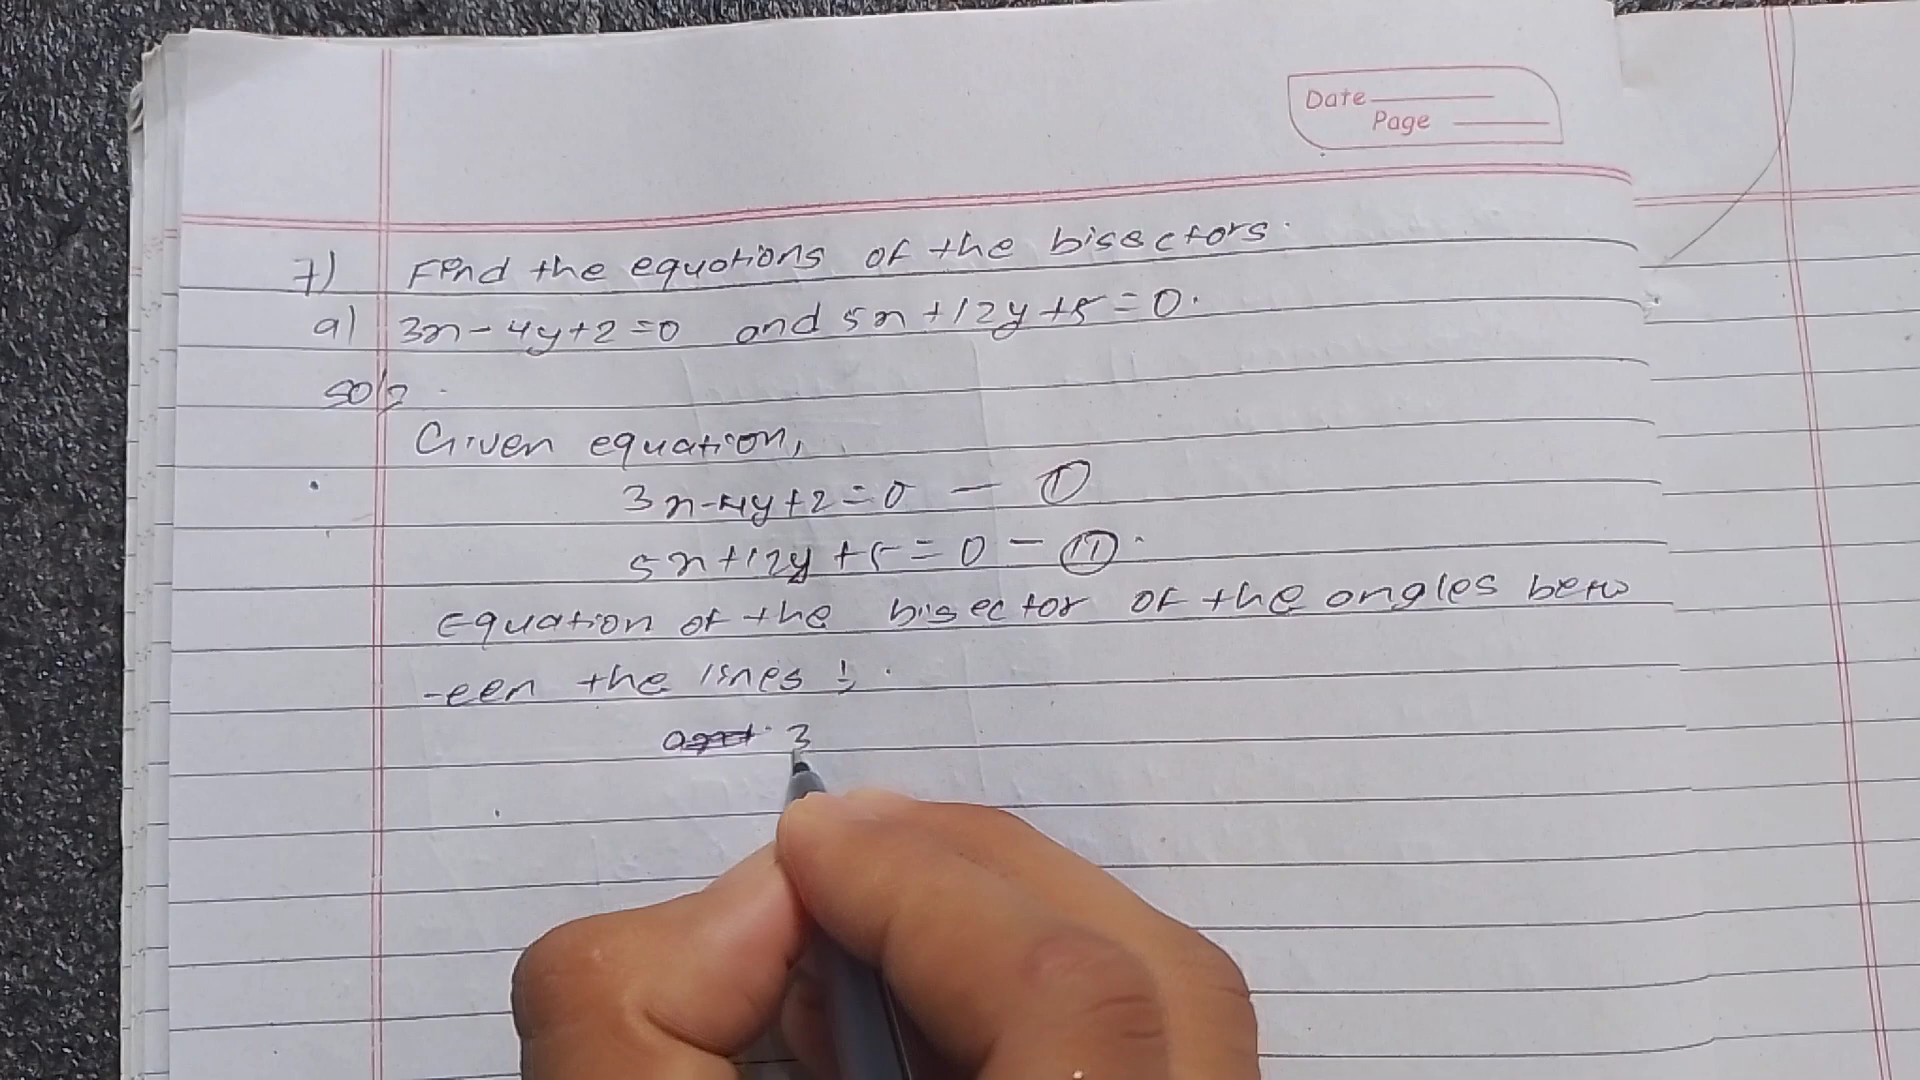 Date
Page
7) Find the equations of the bisectors.
a) 3x-4y+2=0 and 5x+12y+5=0.
Soln
Given equation,
3x-4y+2=0 — ①
5x+12y+5=0 — ⑪.
Equation of the bisector of the angles betw
-een the lines
3